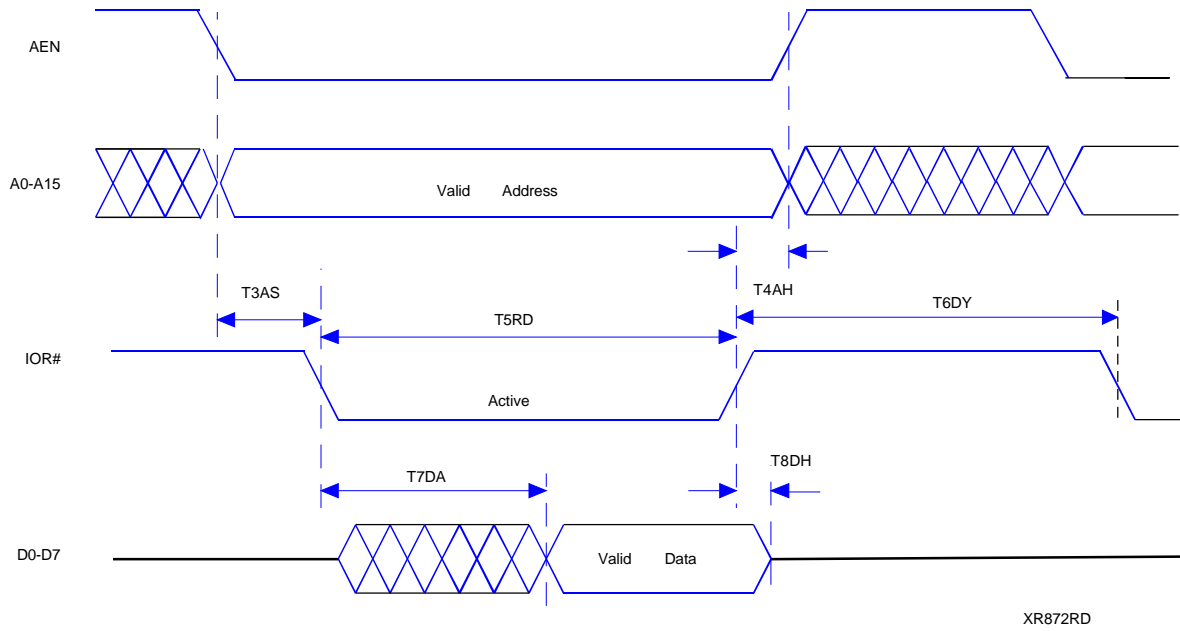 AEN
A0-A15
Valid Address
T3AS
T4AH
T5RD
T6DY
IOR#
Active
T7DA
T8DH
D0-D7
Valid Data
XR872RD